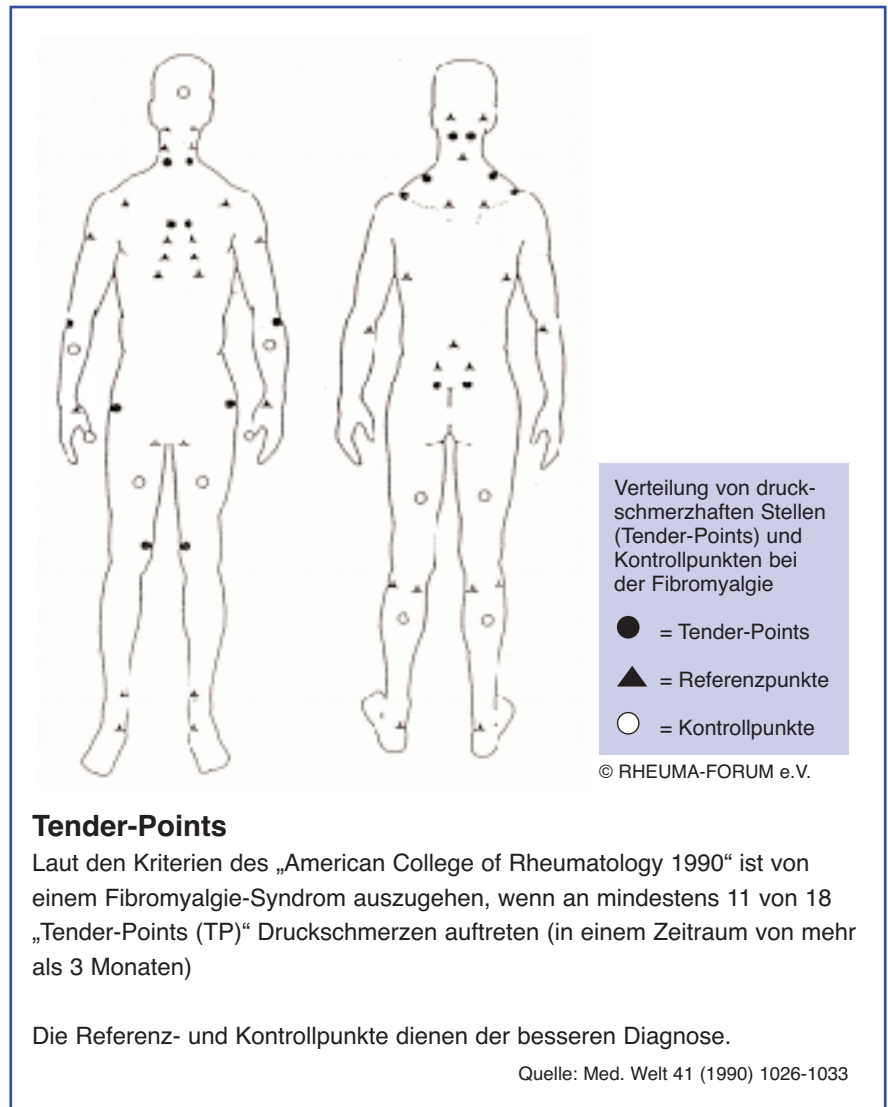 Verteilung von druck-
schmerzhaften Stellen
(Tender-Points) und
Kontrollpunkten bei
der Fibromyalgie
= Tender-Points
= Referenzpunkte
= Kontrollpunkte
© RHEUMA-FORUM e.V.
Tender-Points
Laut den Kriterien des „American College of Rheumatology 1990“ ist von
einem Fibromyalgie-Syndrom auszugehen, wenn an mindestens 11 von 18
„Tender-Points (TP)“ Druckschmerzen auftreten (in einem Zeitraum von mehr
als 3 Monaten)
Die Referenz- und Kontrollpunkte dienen der besseren Diagnose.
Quelle: Med. Welt 41 (1990) 1026-1033